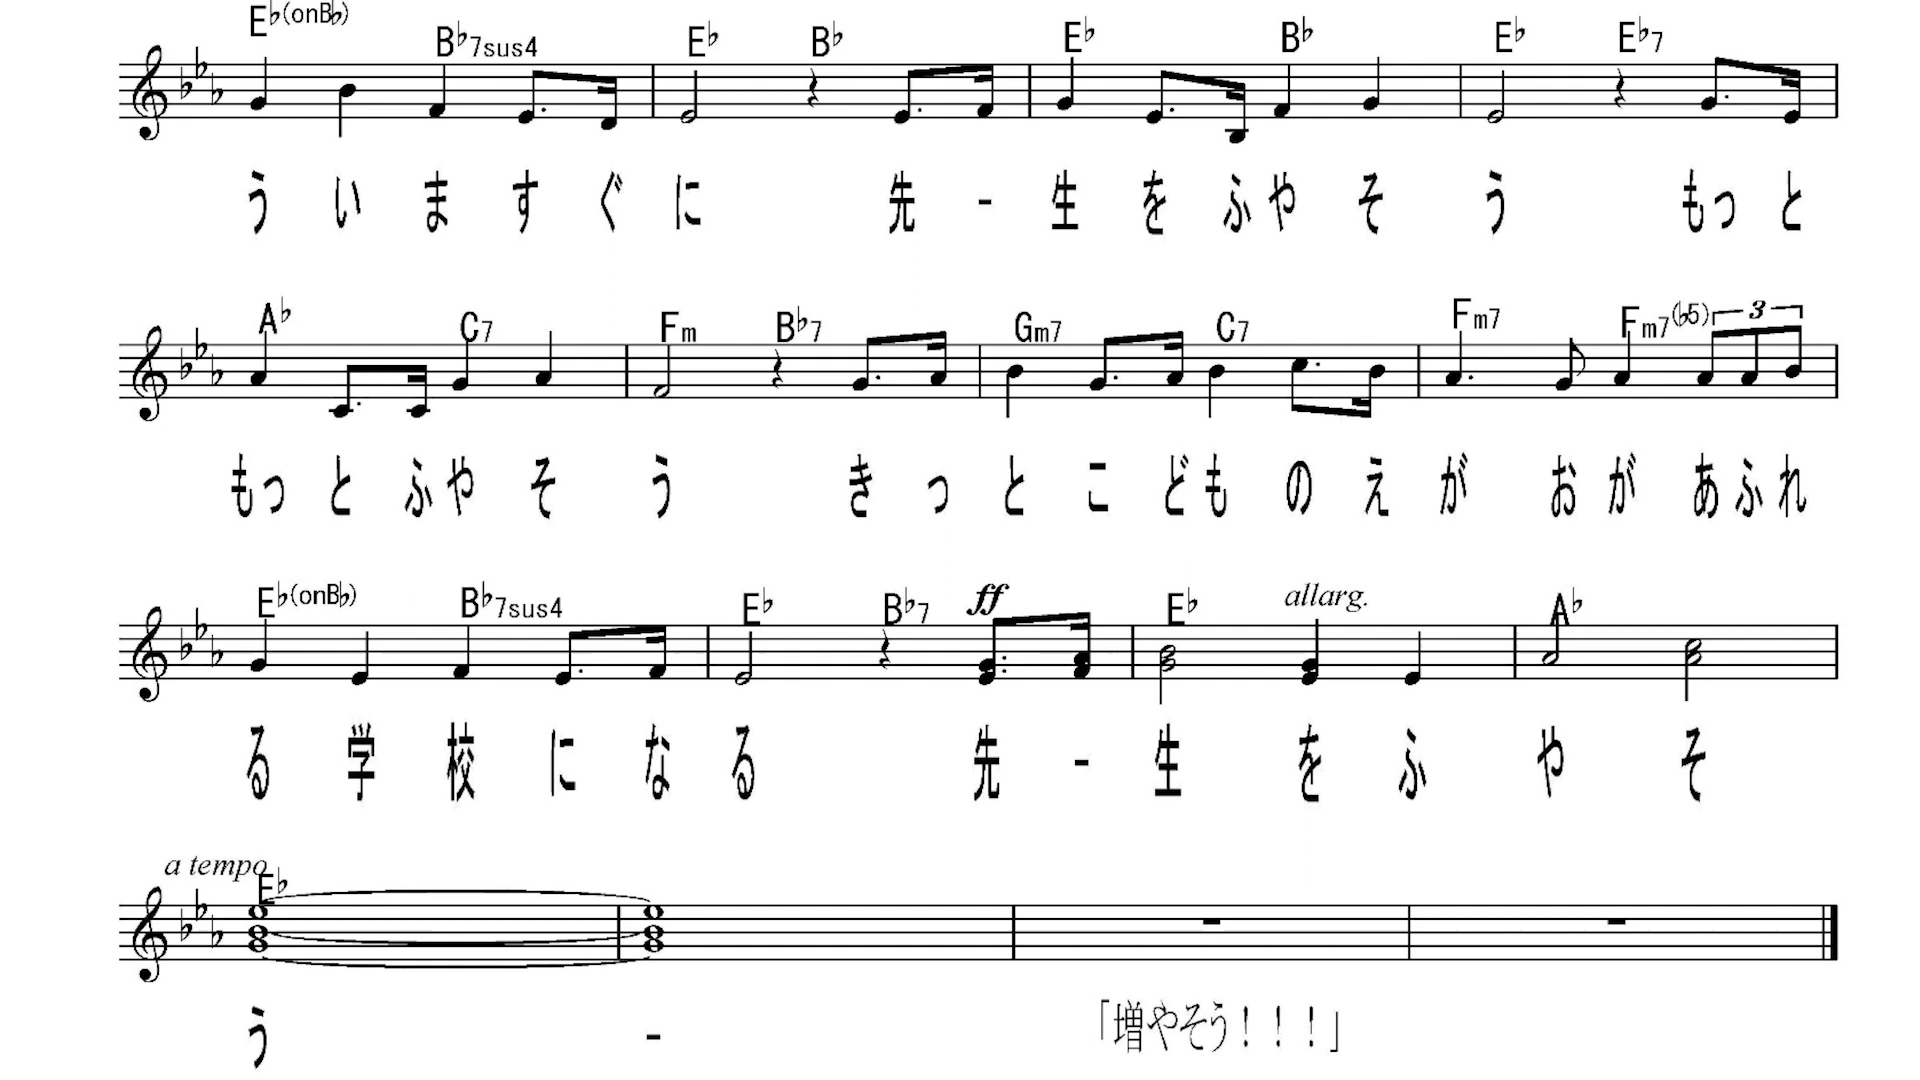 E♭(onB♭) B♭7sus4 E♭ B♭ E♭ B♭ E♭ E♭7
う い ま す ぐ に 先 - 生 を ふ や そ う もっ と
A♭ C7 Fm B♭7 Gm7 C7 Fm7 Fm7(♭5) 3
もっ と ふ や そ う き っ と こ ど も の え が お が あ ふ れ
E♭(onB♭) B♭7sus4 E♭ B♭7 ff E♭ allarg. A♭
る 学 校 に な る 先 - 生 を ふ や そ
a tempo E♭
う - 「増やそう！！！」